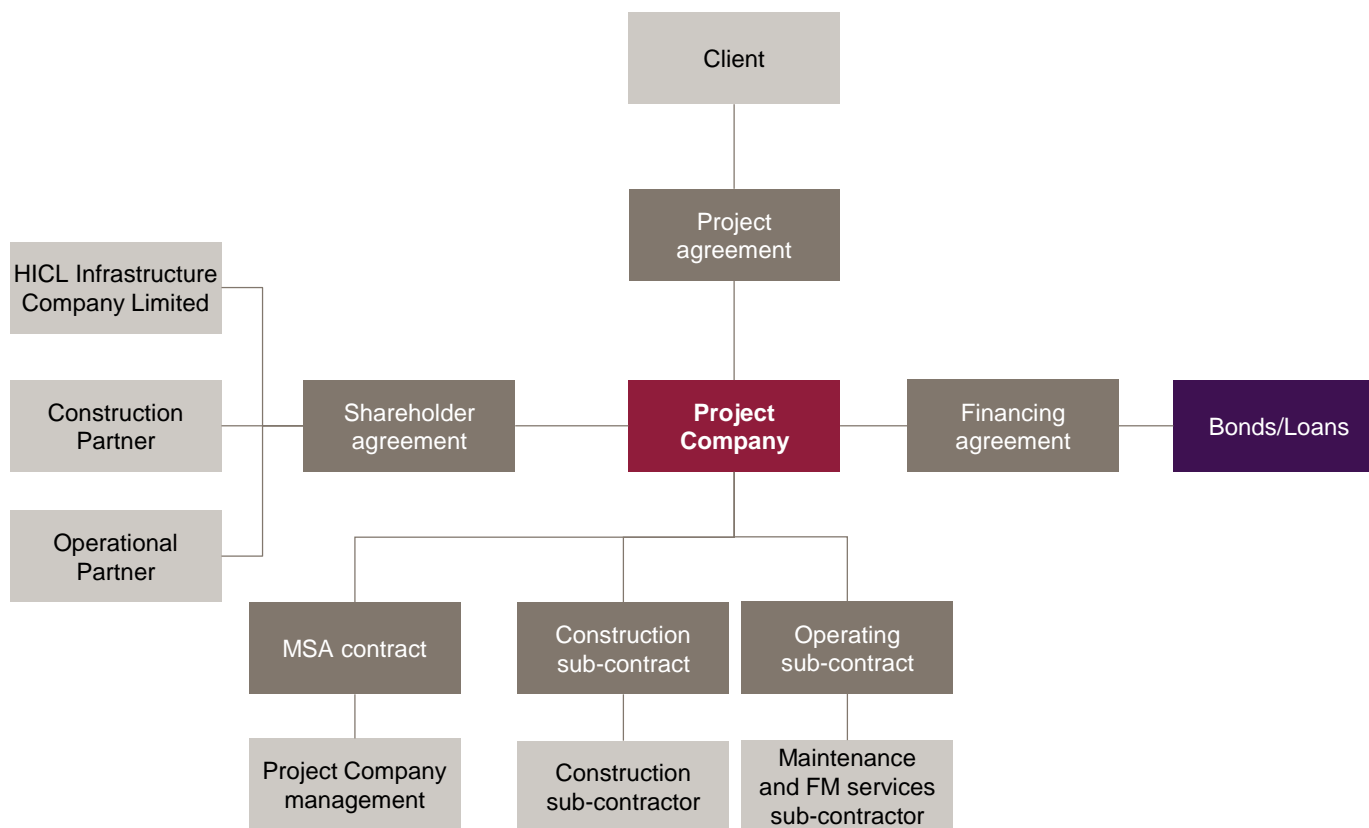 Client
Project
agreement
HICL Infrastructure
Company Limited
Construction
Partner
Shareholder
agreement
Project
Company
Financing
agreement
Bonds/Loans
Operational
Partner
MSA contract
Construction
sub-contract
Operating
sub-contract
Project Company
management
Construction
sub-contractor
Maintenance
and FM services
sub-contractor